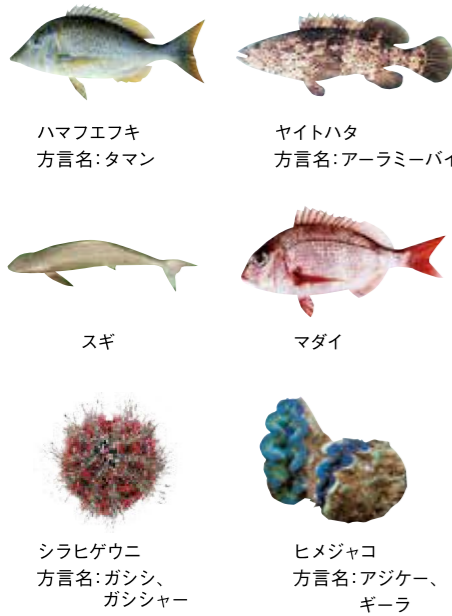 ハマフエフキ
方言名：タマン
ヤイトハタ
方言名：アーラミーバイ
スギ
マダイ
シラヒゲウニ
方言名：ガシシ、
ガシシャー
ヒメジャコ
方言名：アジケー、
ギーラ